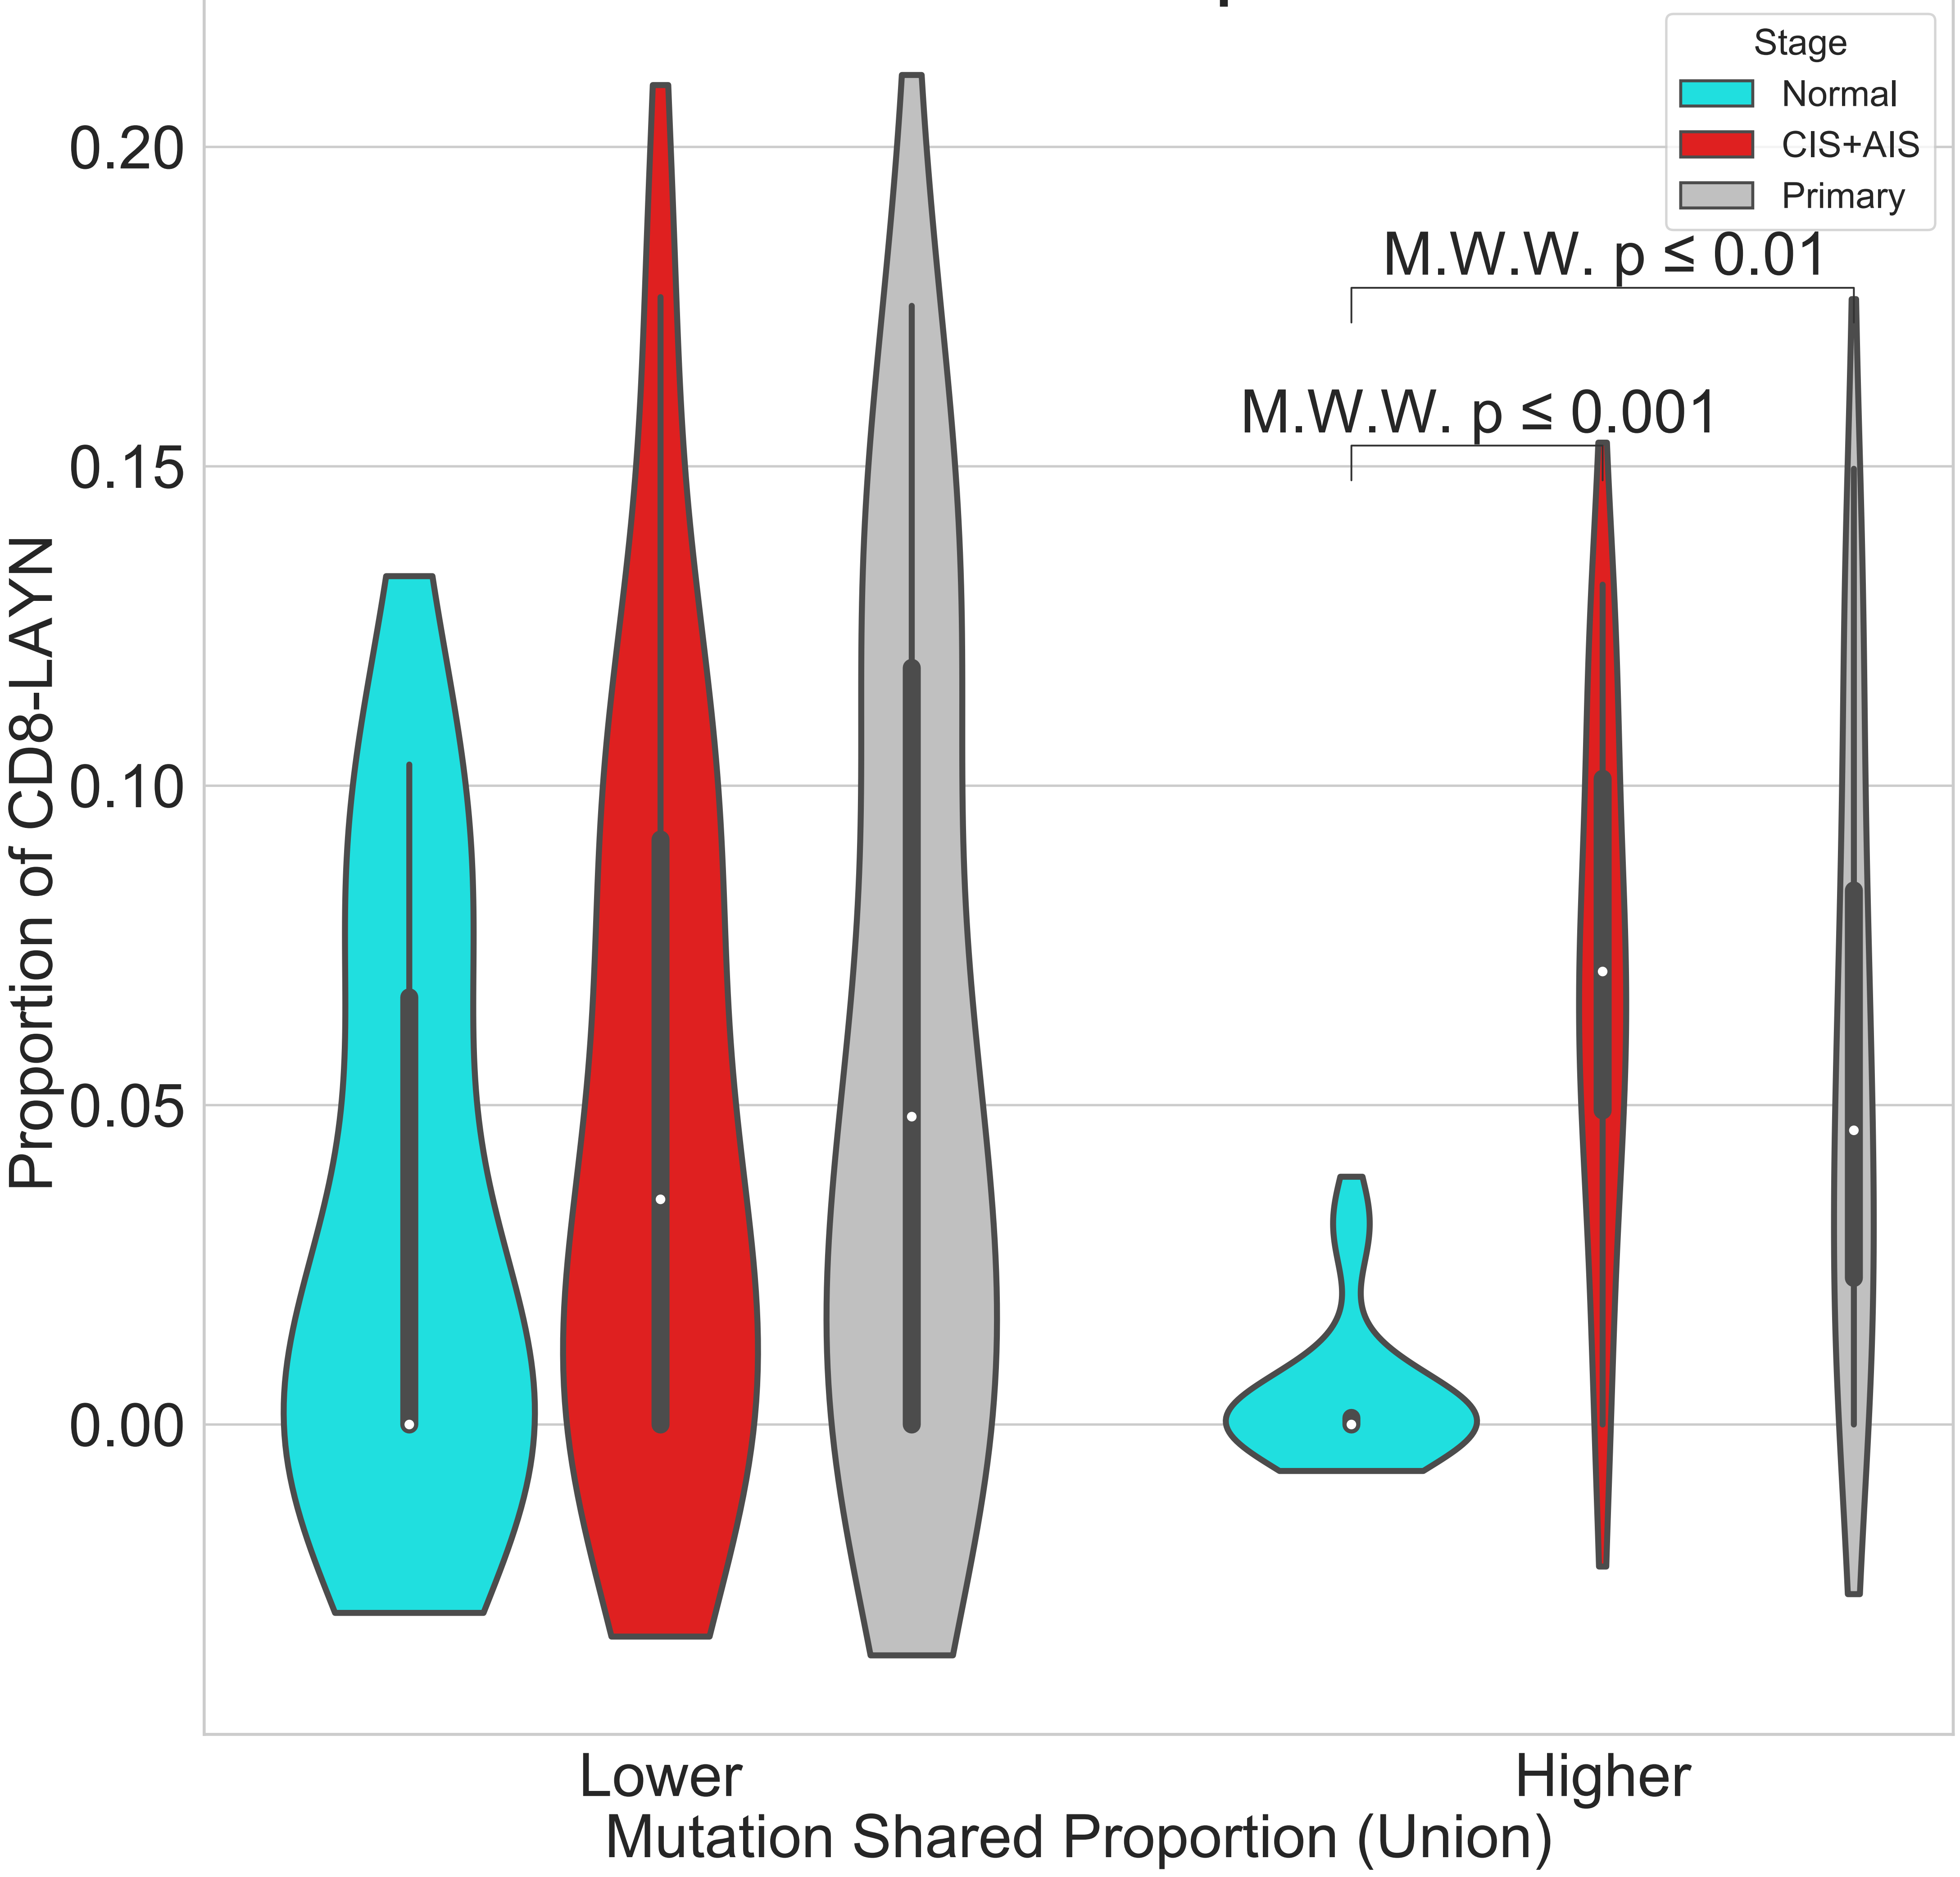 Stage
Normal
CIS+AIS
Primary
M.W.W. p ≤ 0.01
M.W.W. p ≤ 0.001
Proportion of CD8-LAYN
0.20
0.15
0.10
0.05
0.00
Lower
Higher
Mutation Shared Proportion (Union)